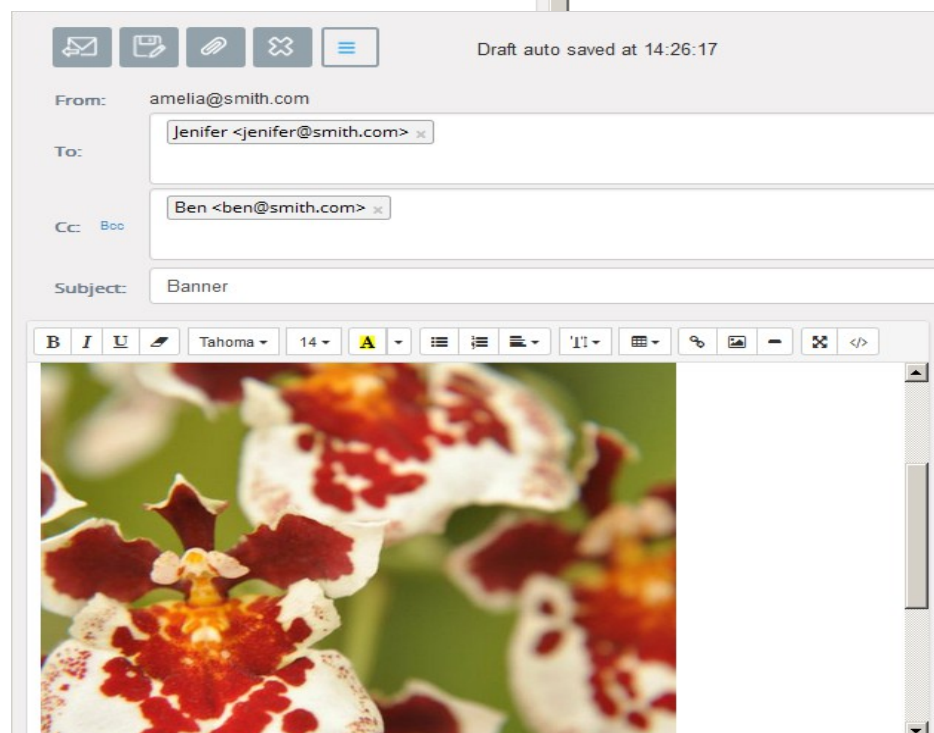 Draft auto saved at 14:26:17
From: amelia@smith.com
To: Jenifer <jenifer@smith.com> ×
Cc: Bcc Ben <ben@smith.com> ×
Subject: Banner
B I U Tahoma 14 A T I </>